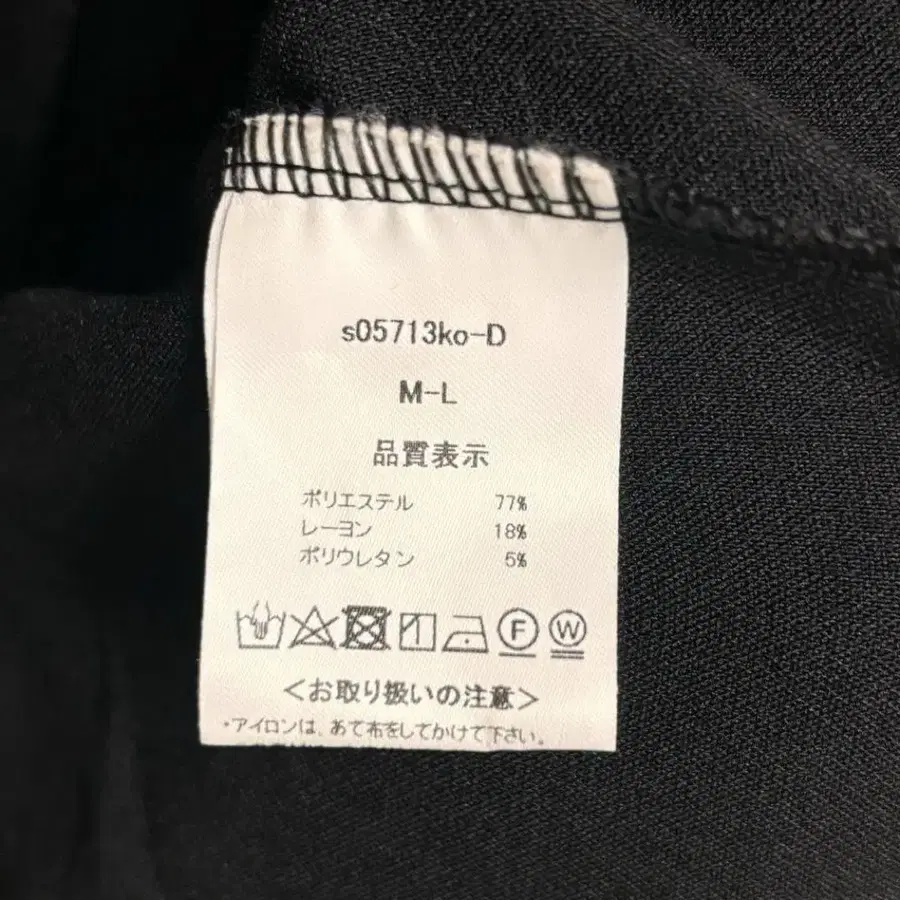 s05713ko-D
M-L
品質表示
ポリエステル 77%
レーヨン 18%
ポリウレタン 5%
F W
<お取り扱いの注意>
・アイロンは、あて布をしてかけて下さい。